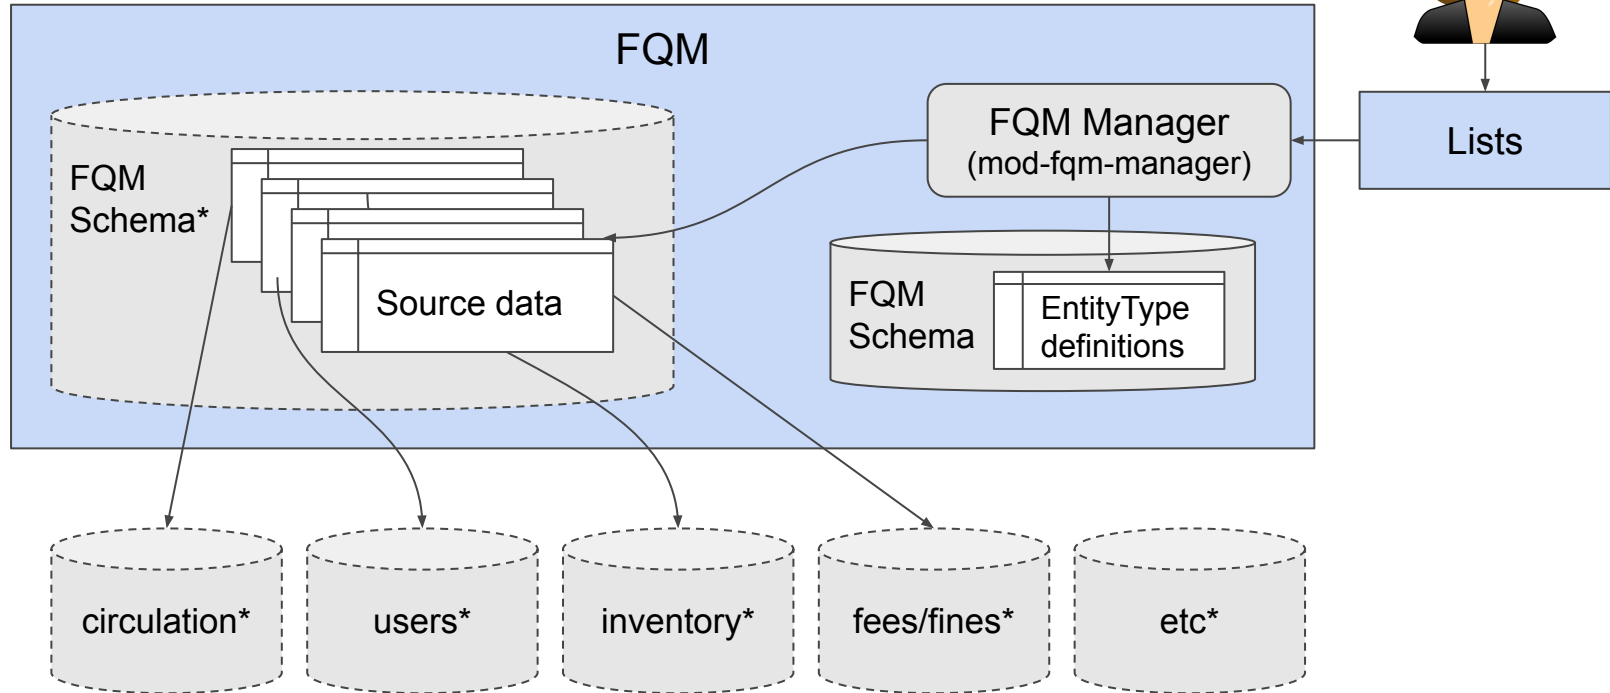 FQM
FQM
Schema*
Source data
FQM Manager
(mod-fqm-manager)
Lists
FQM
Schema
EntityType
definitions
circulation*
users*
inventory*
fees/fines*
etc*